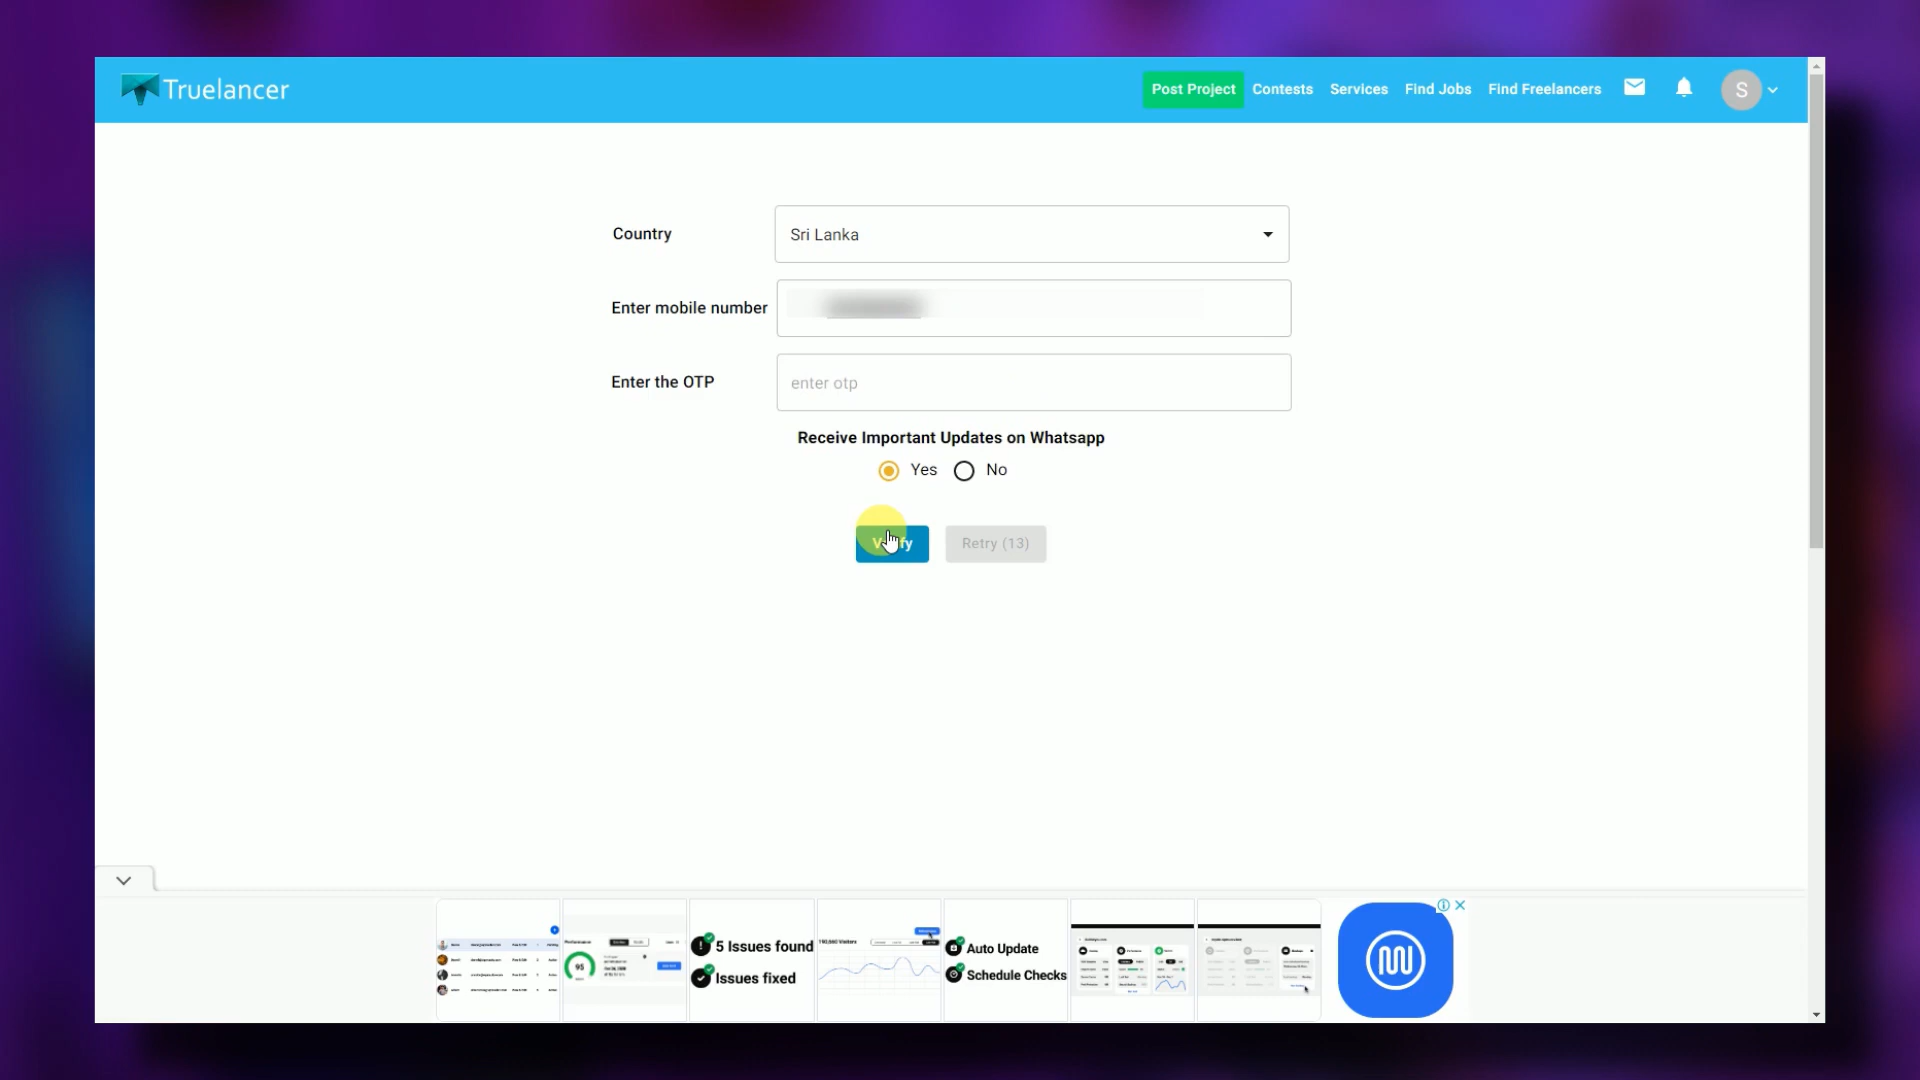 Truelancer
Post Project Contests Services Find Jobs Find Freelancers S
Country Sri Lanka
Enter mobile number
Enter the OTP enter otp
Receive Important Updates on Whatsapp
Yes No
Retry (13)
5 Issues found
Issues fixed
95
Auto Update
Schedule Checks